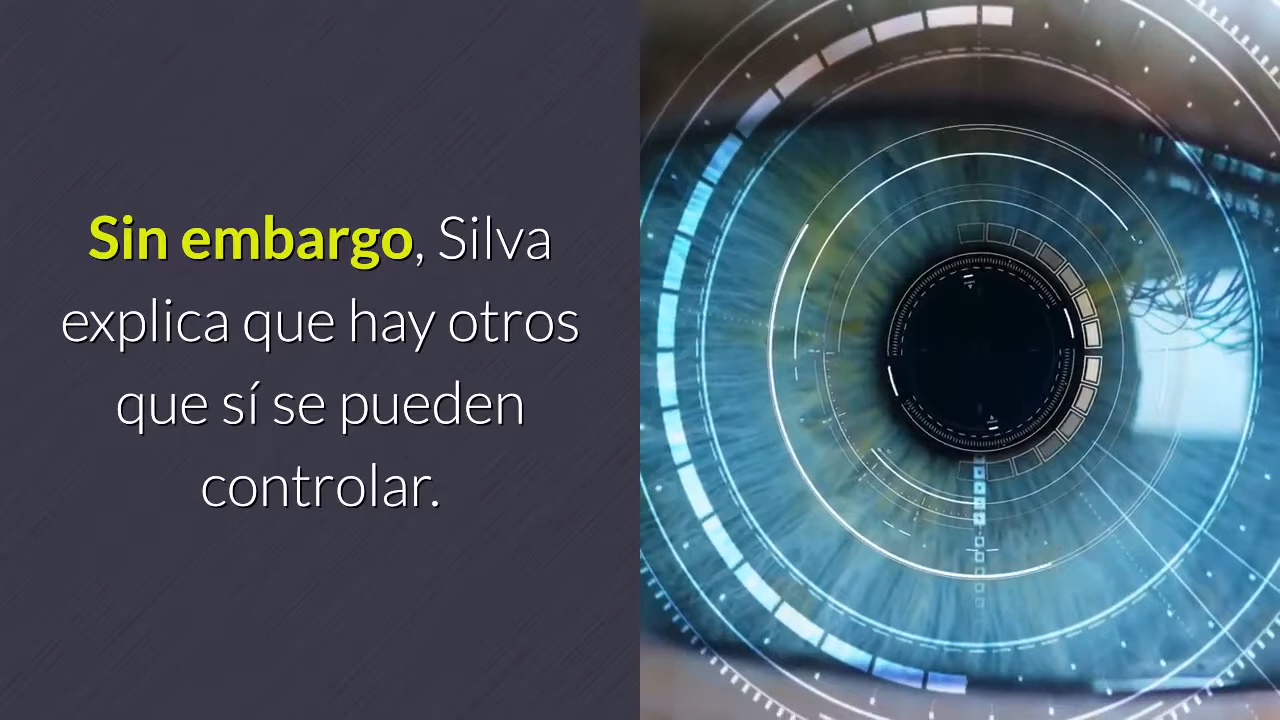 Sin embargo, Silva
explica que hay otros
que sí se pueden
controlar.